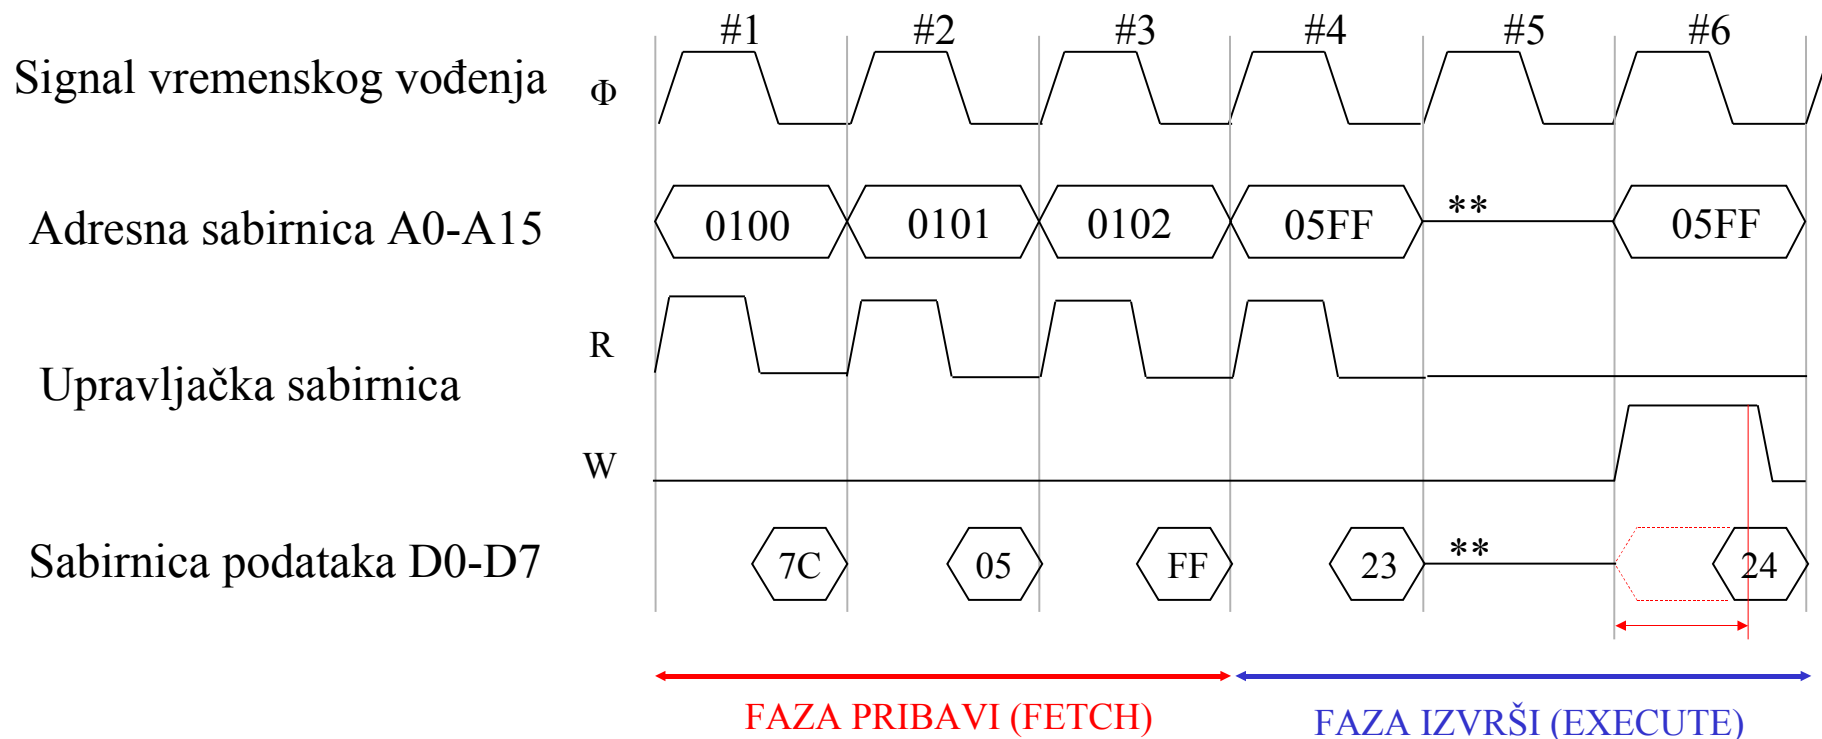 #1 #2 #3 #4 #5 #6
Signal vremenskog vođenja Φ
Adresna sabirnica A0-A15 0100 0101 0102 05FF ** 05FF
R
Upravljačka sabirnica
W
Sabirnica podataka D0-D7 7C 05 FF 23 ** 24
FAZA PRIBAVI (FETCH) FAZA IZVRŠI (EXECUTE)